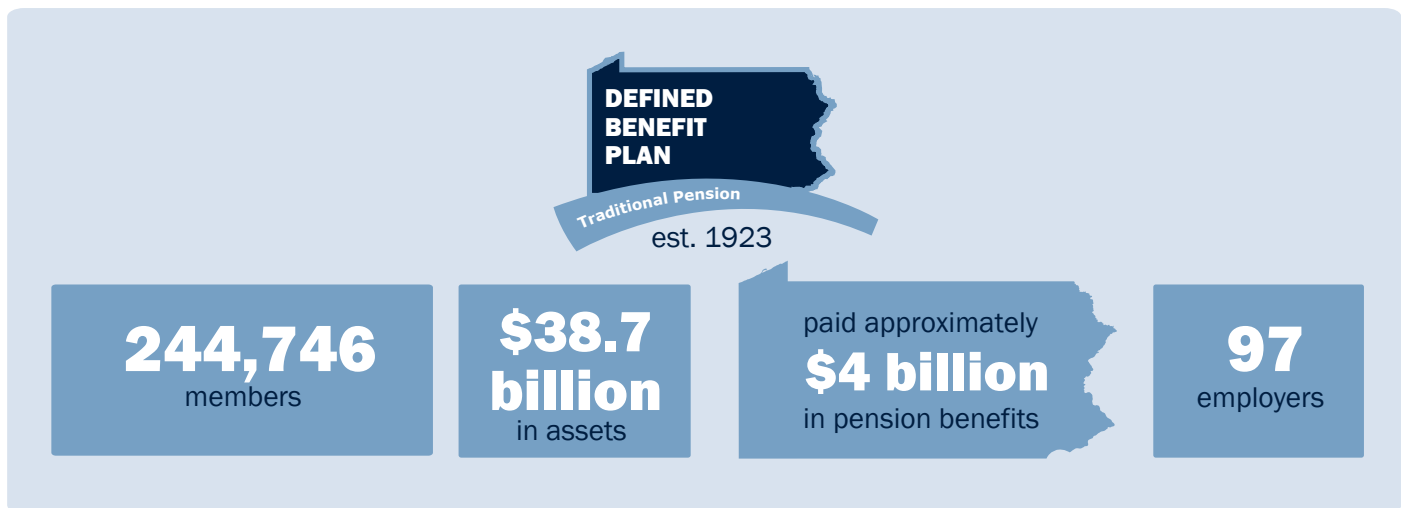 DEFINED
BENEFIT
PLAN
Traditional Pension
est. 1923
244,746
members
$38.7
billion
in assets
paid approximately
$4 billion
in pension benefits
97
employers